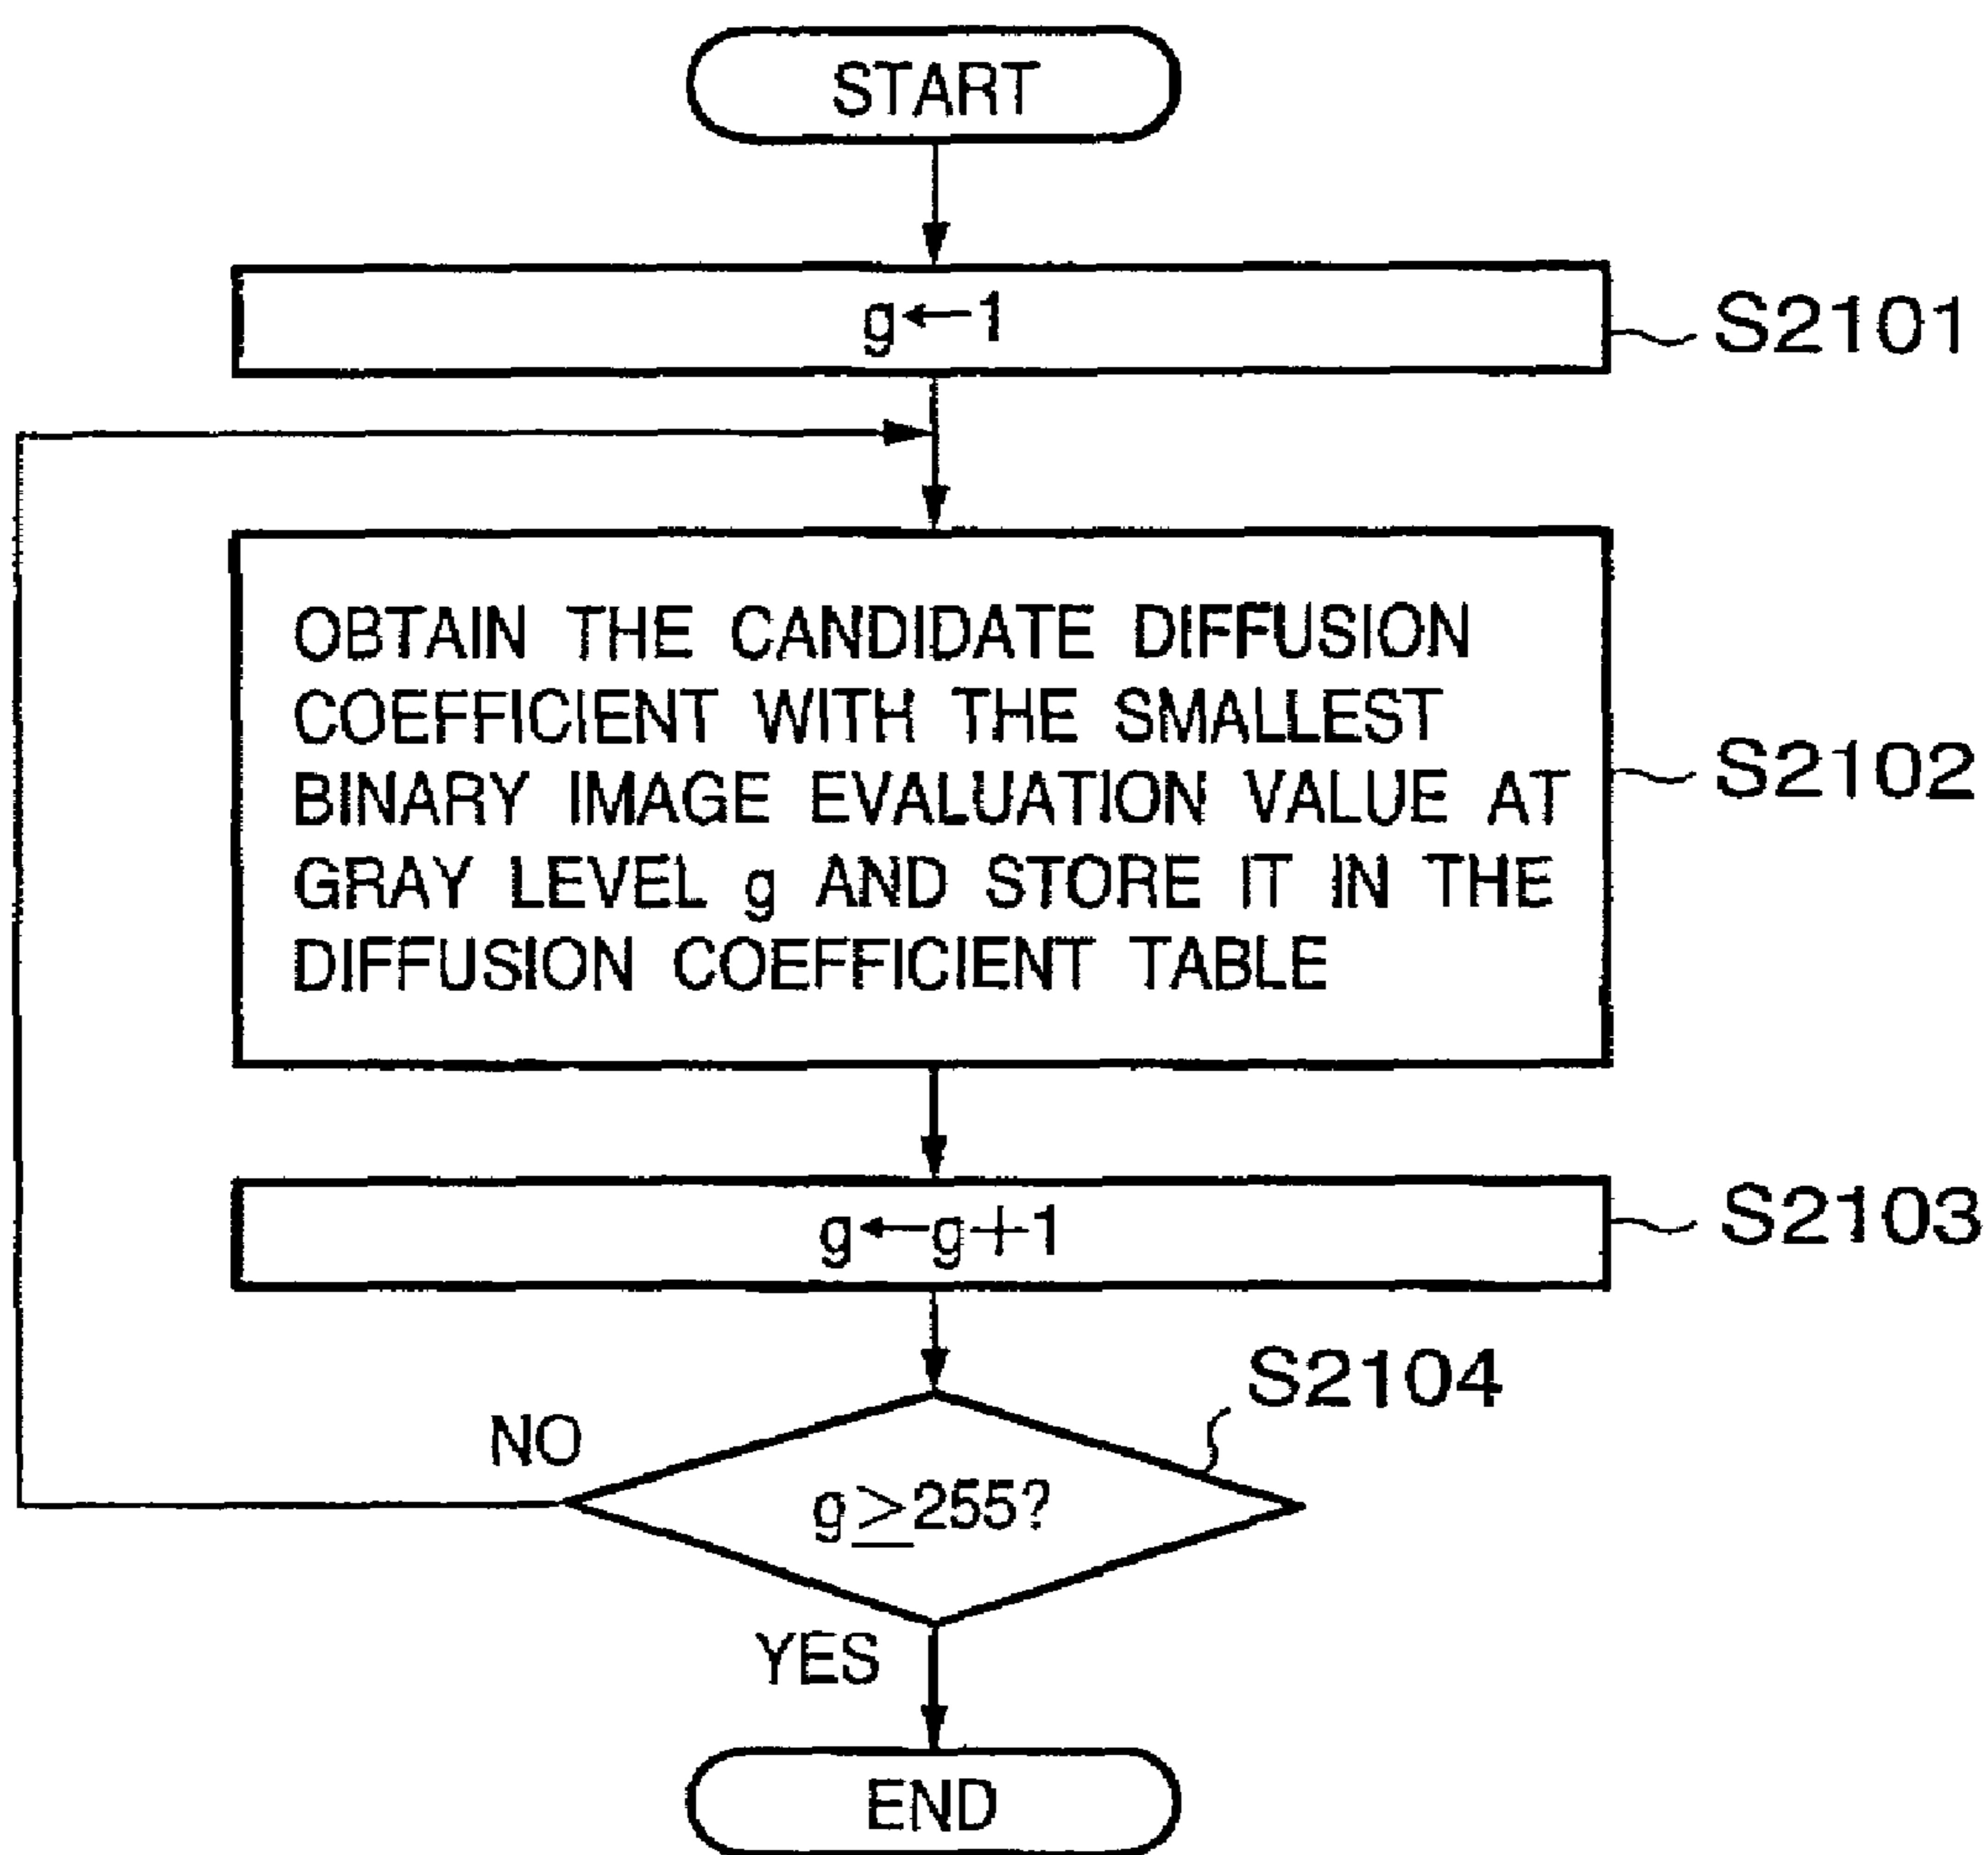 START
g←1
S2101
OBTAIN THE CANDIDATE DIFFUSION
COEFFICIENT WITH THE SMALLEST
BINARY IMAGE EVALUATION VALUE AT
GRAY LEVEL g AND STORE IT IN THE
DIFFUSION COEFFICIENT TABLE
S2102
g←g+1
S2103
S2104
NO
g≥255?
YES
END